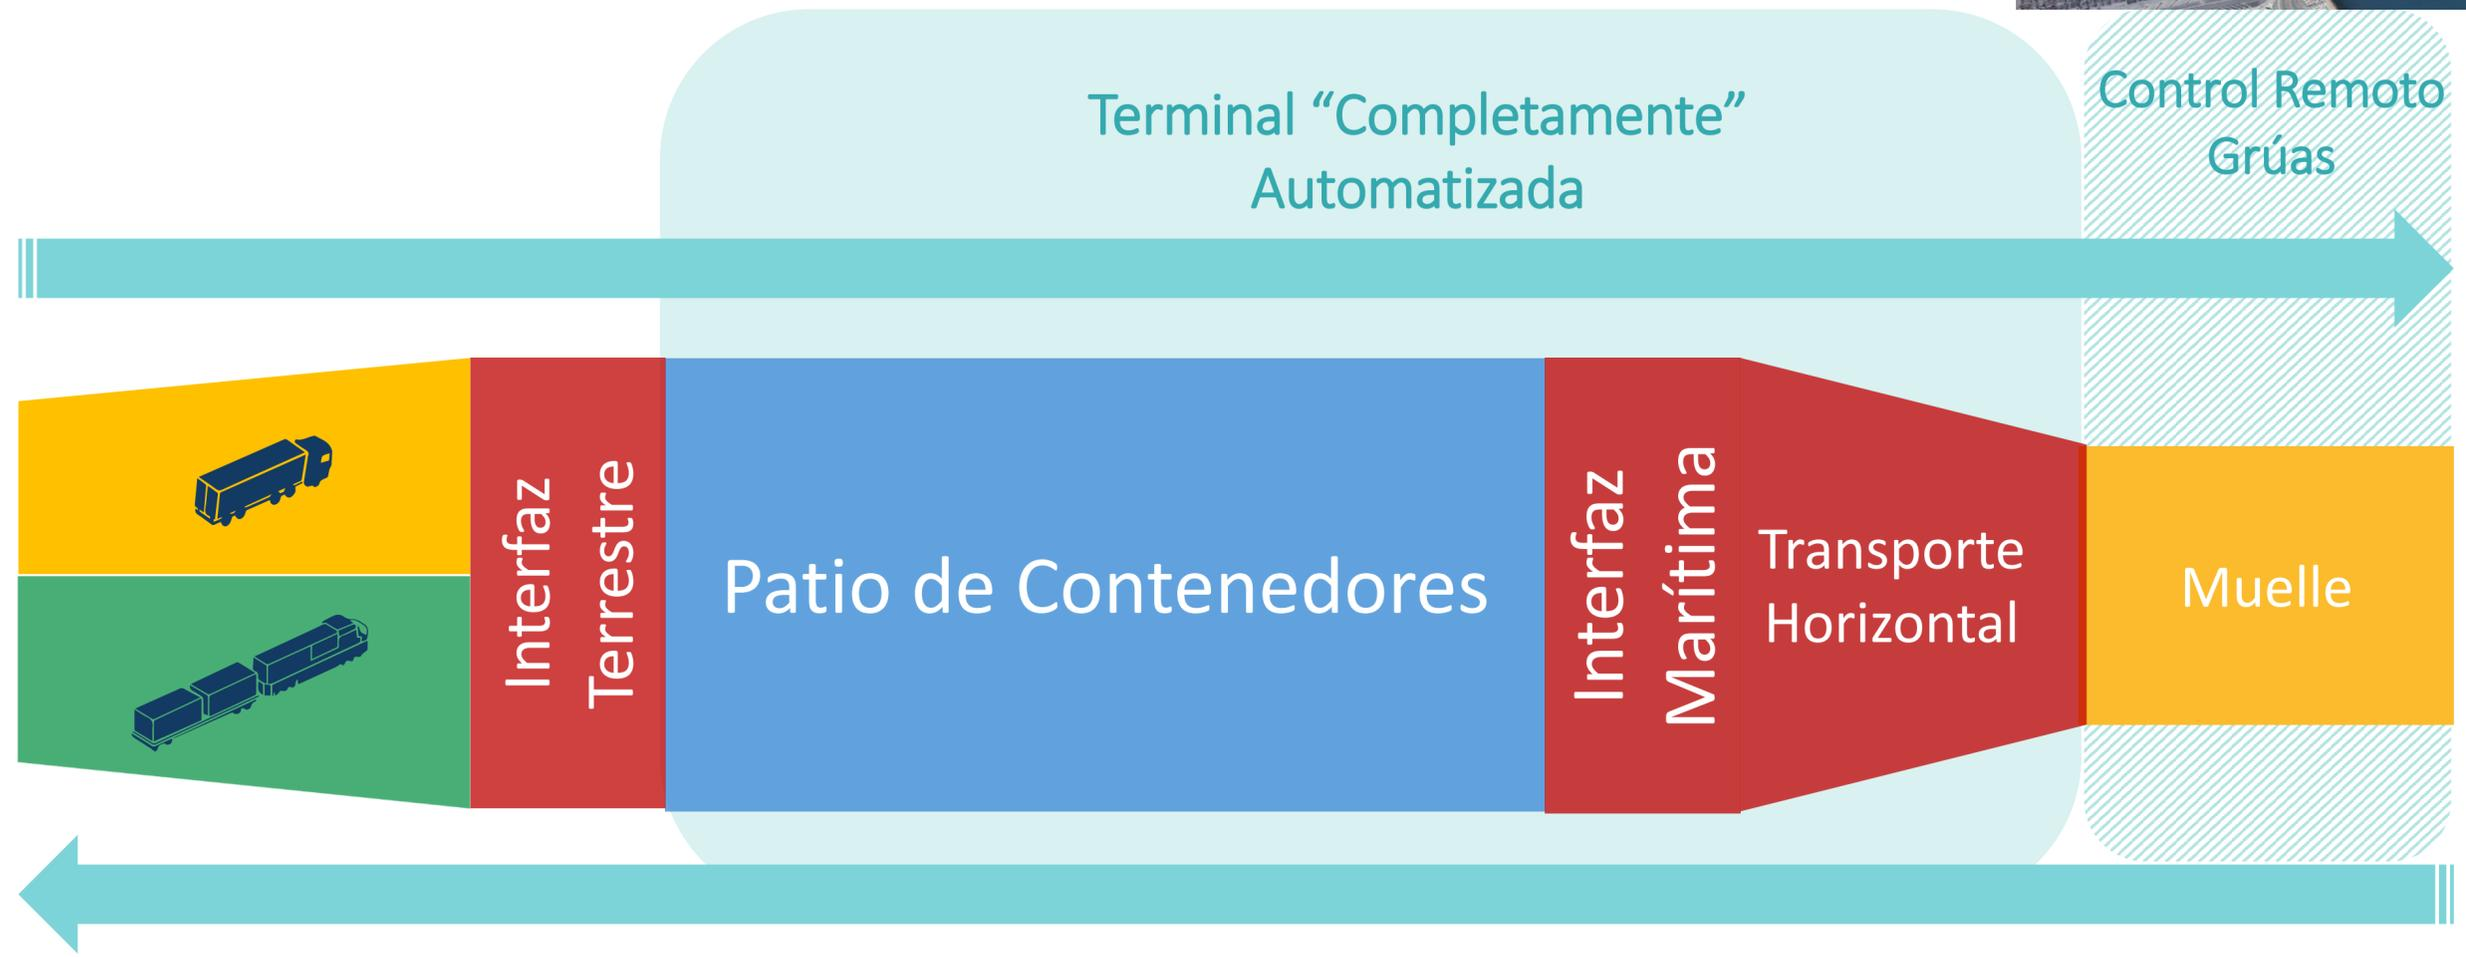 Terminal “Completamente”
Automatizada
Control Remoto
Grúas
Interfaz
Terrestre
Patio de Contenedores
Interfaz
Marítima
Transporte
Horizontal
Muelle